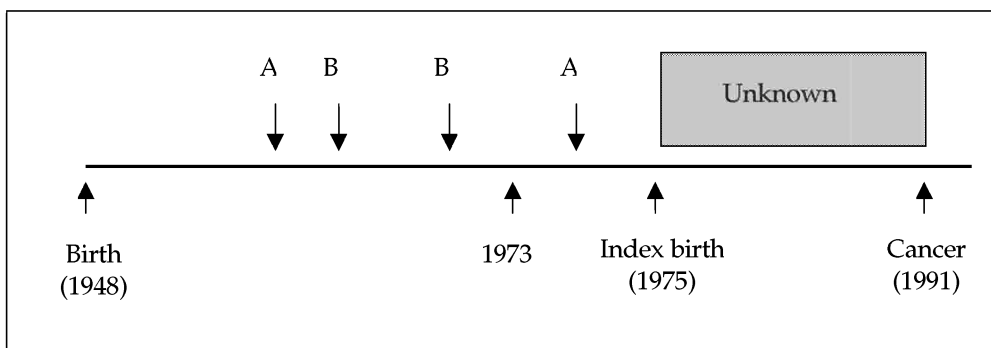 A B B A
Unknown
Birth
(1948)
1973
Index birth
(1975)
Cancer
(1991)